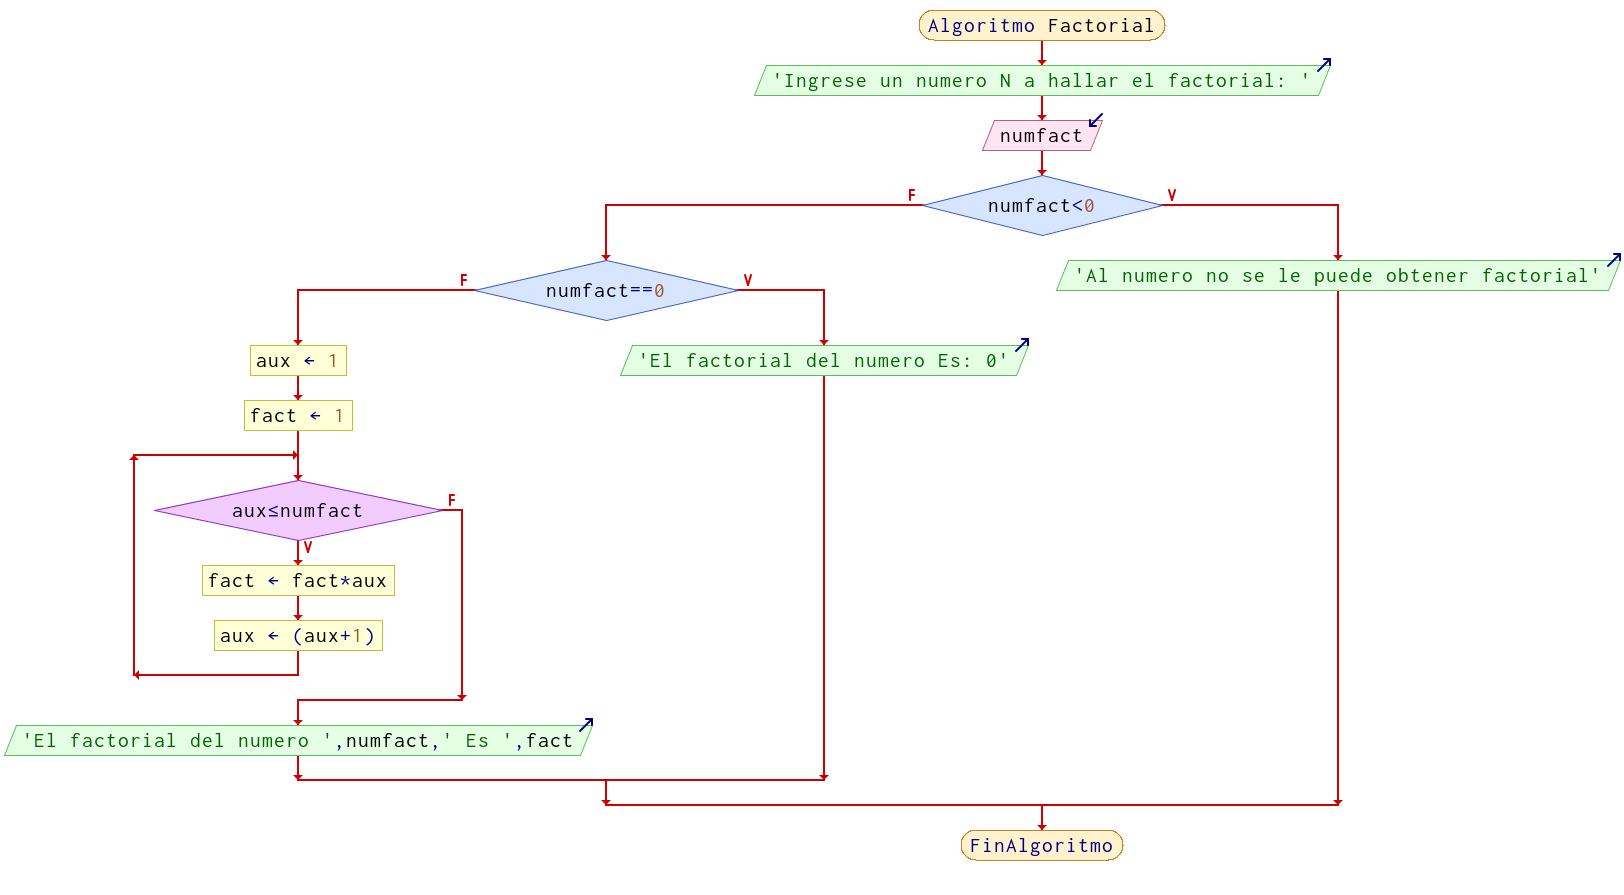 Algoritmo Factorial
'Ingrese un numero N a hallar el factorial: '
numfact
numfact<0
F
V
numfact==0
F
V
'Al numero no se le puede obtener factorial'
aux ← 1
'El factorial del numero Es: 0'
fact ← 1
aux≤numfact
F
V
fact ← fact*aux
aux ← (aux+1)
'El factorial del numero ',numfact,' Es ',fact
FinAlgoritmo